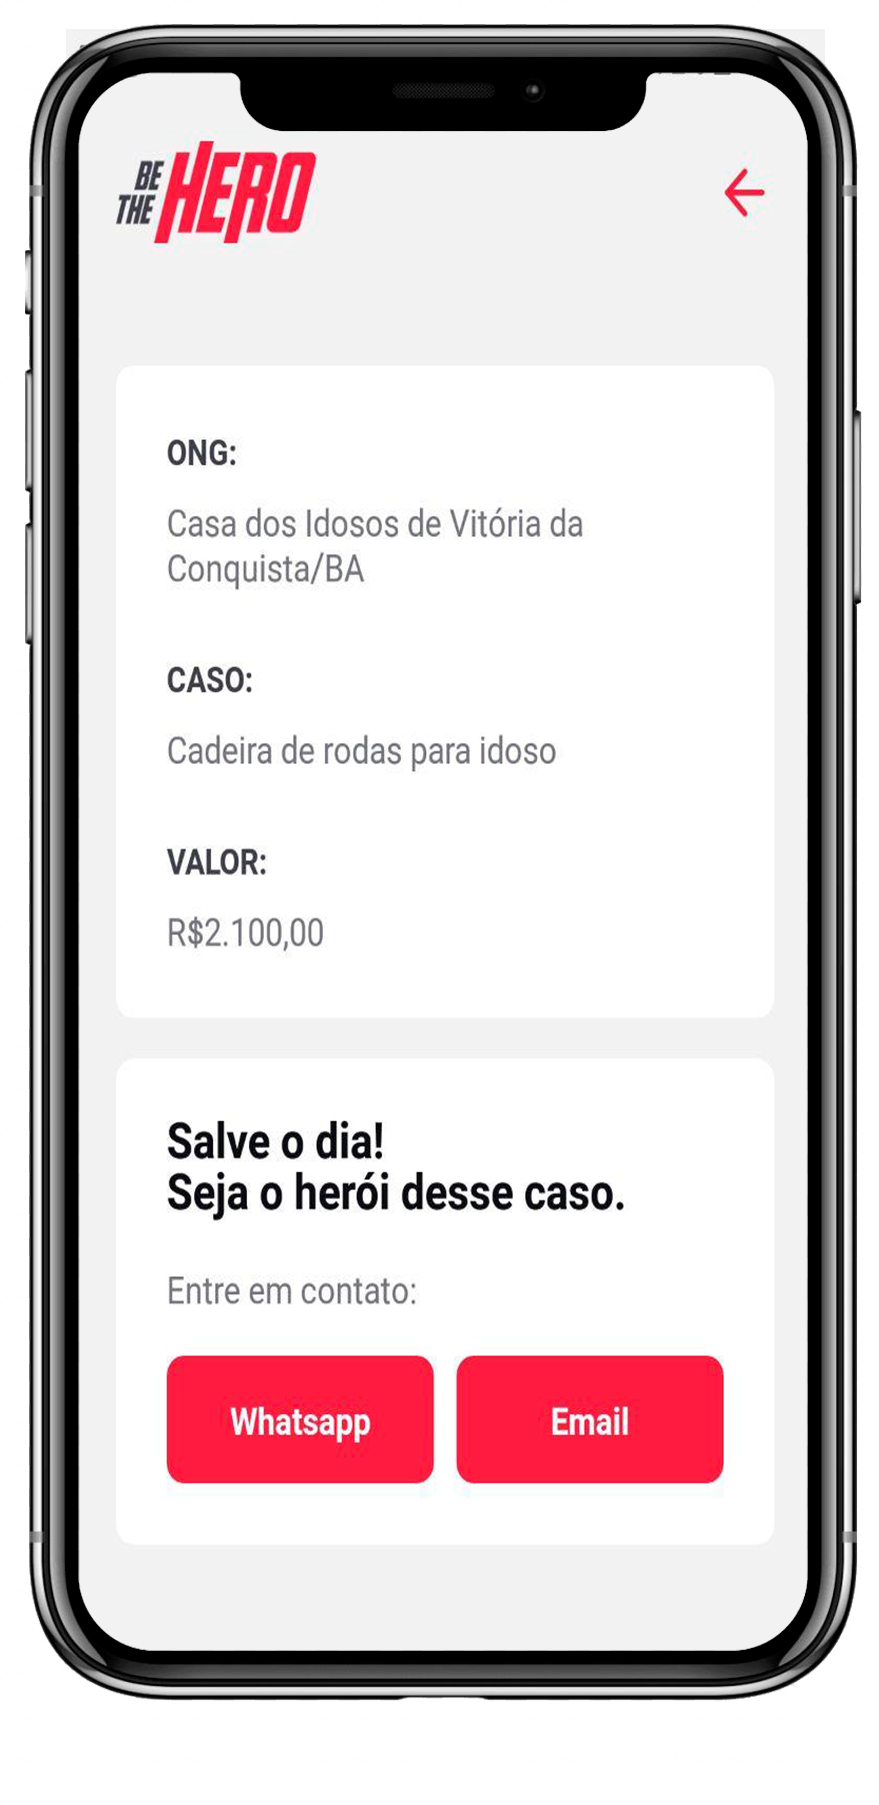 BE
THE HERO
ONG:
Casa dos Idosos de Vitória da
Conquista/BA
CASO:
Cadeira de rodas para idoso
VALOR:
R$2.100,00
Salve o dia!
Seja o herói desse caso.
Entre em contato:
Whatsapp Email